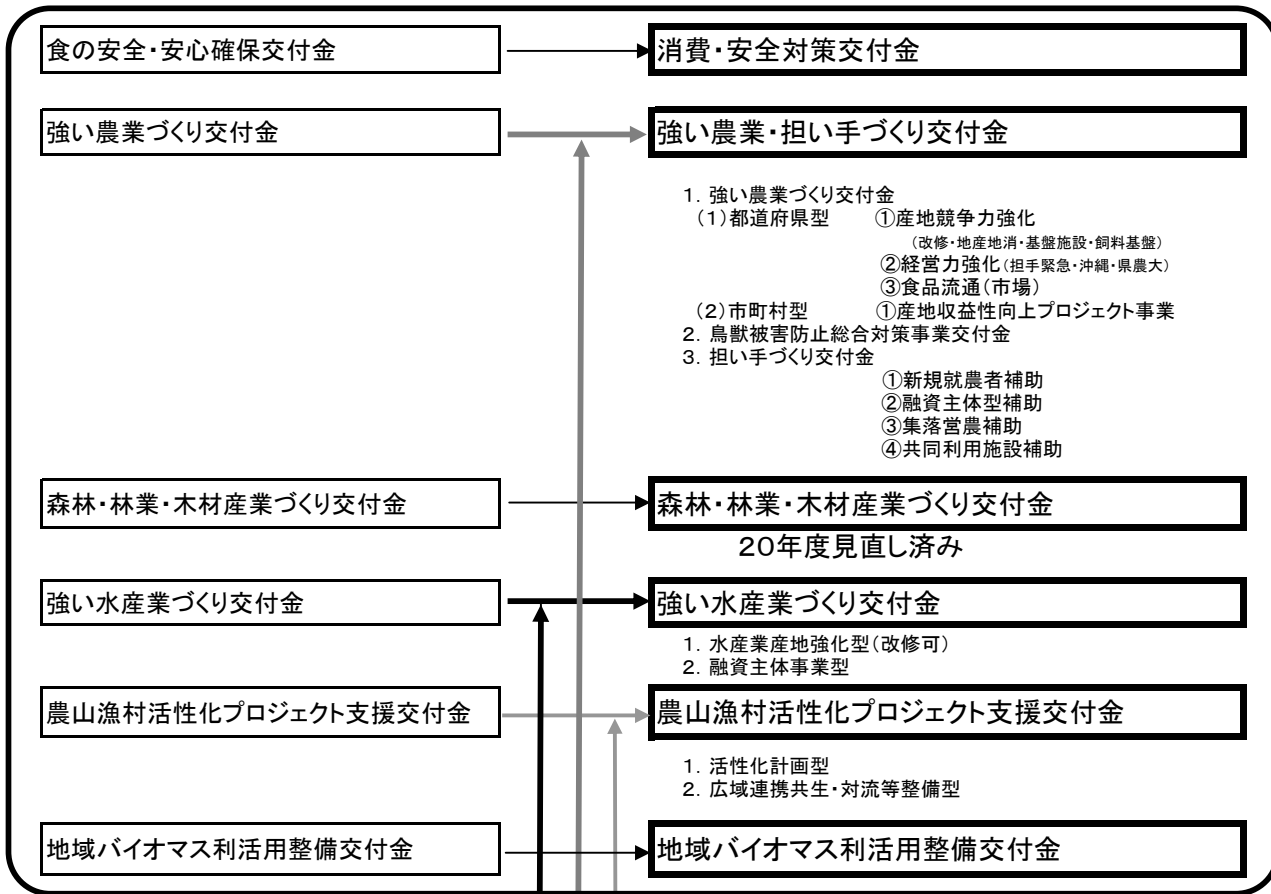 食の安全・安心確保交付金
消費・安全対策交付金
強い農業づくり交付金
強い農業・担い手づくり交付金
1．強い農業づくり交付金
（1）都道府県型　①産地競争力強化
（改修・地産地消・基盤施設・飼料基盤）
②経営力強化（担手緊急・沖縄・県農大）
③食品流通（市場）
（2）市町村型　①産地収益性向上プロジェクト事業
2．鳥獣被害防止総合対策事業交付金
3．担い手づくり交付金
①新規就農者補助
②融資主体型補助
③集落営農補助
④共同利用施設補助
森林・林業・木材産業づくり交付金
森林・林業・木材産業づくり交付金
20年度見直し済み
強い水産業づくり交付金
強い水産業づくり交付金
1．水産業産地強化型（改修可）
2．融資主体事業型
農山漁村活性化プロジェクト支援交付金
農山漁村活性化プロジェクト支援交付金
1．活性化計画型
2．広域連携共生・対流等整備型
地域バイオマス利活用整備交付金
地域バイオマス利活用整備交付金